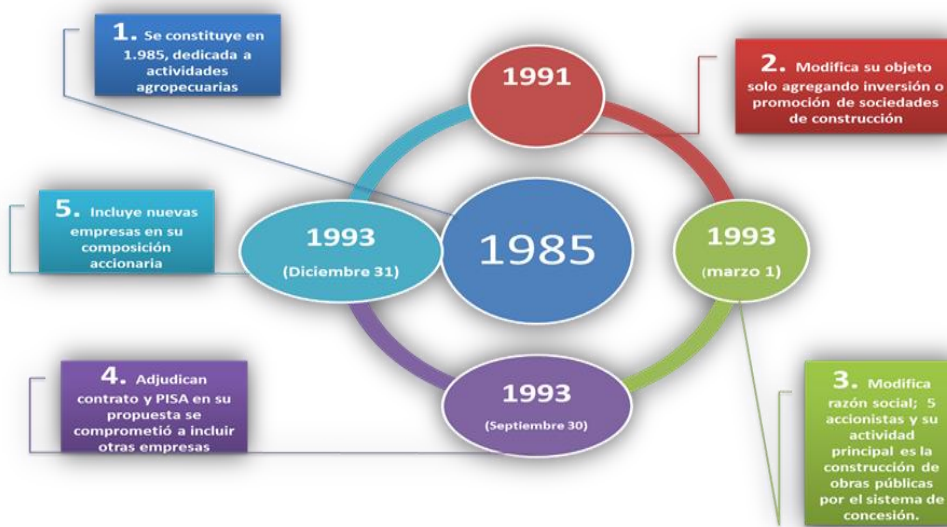 1. Se constituye en
1.985, dedicada a
actividades
agropecuarias
1991
2. Modifica su objeto
solo agregando inversión o
promoción de sociedades
de construcción
5. Incluye nuevas
empresas en su
composición
accionaria
1993
(Diciembre 31)
1985
1993
(marzo 1)
4. Adjudican
contrato y PISA en su
propuesta se
comprometió a incluir
otras empresas
1993
(Septiembre 30)
3. Modifica
razón social; 5
accionistas y su
actividad
principal es la
construcción de
obras públicas
por el sistema de
concesión.